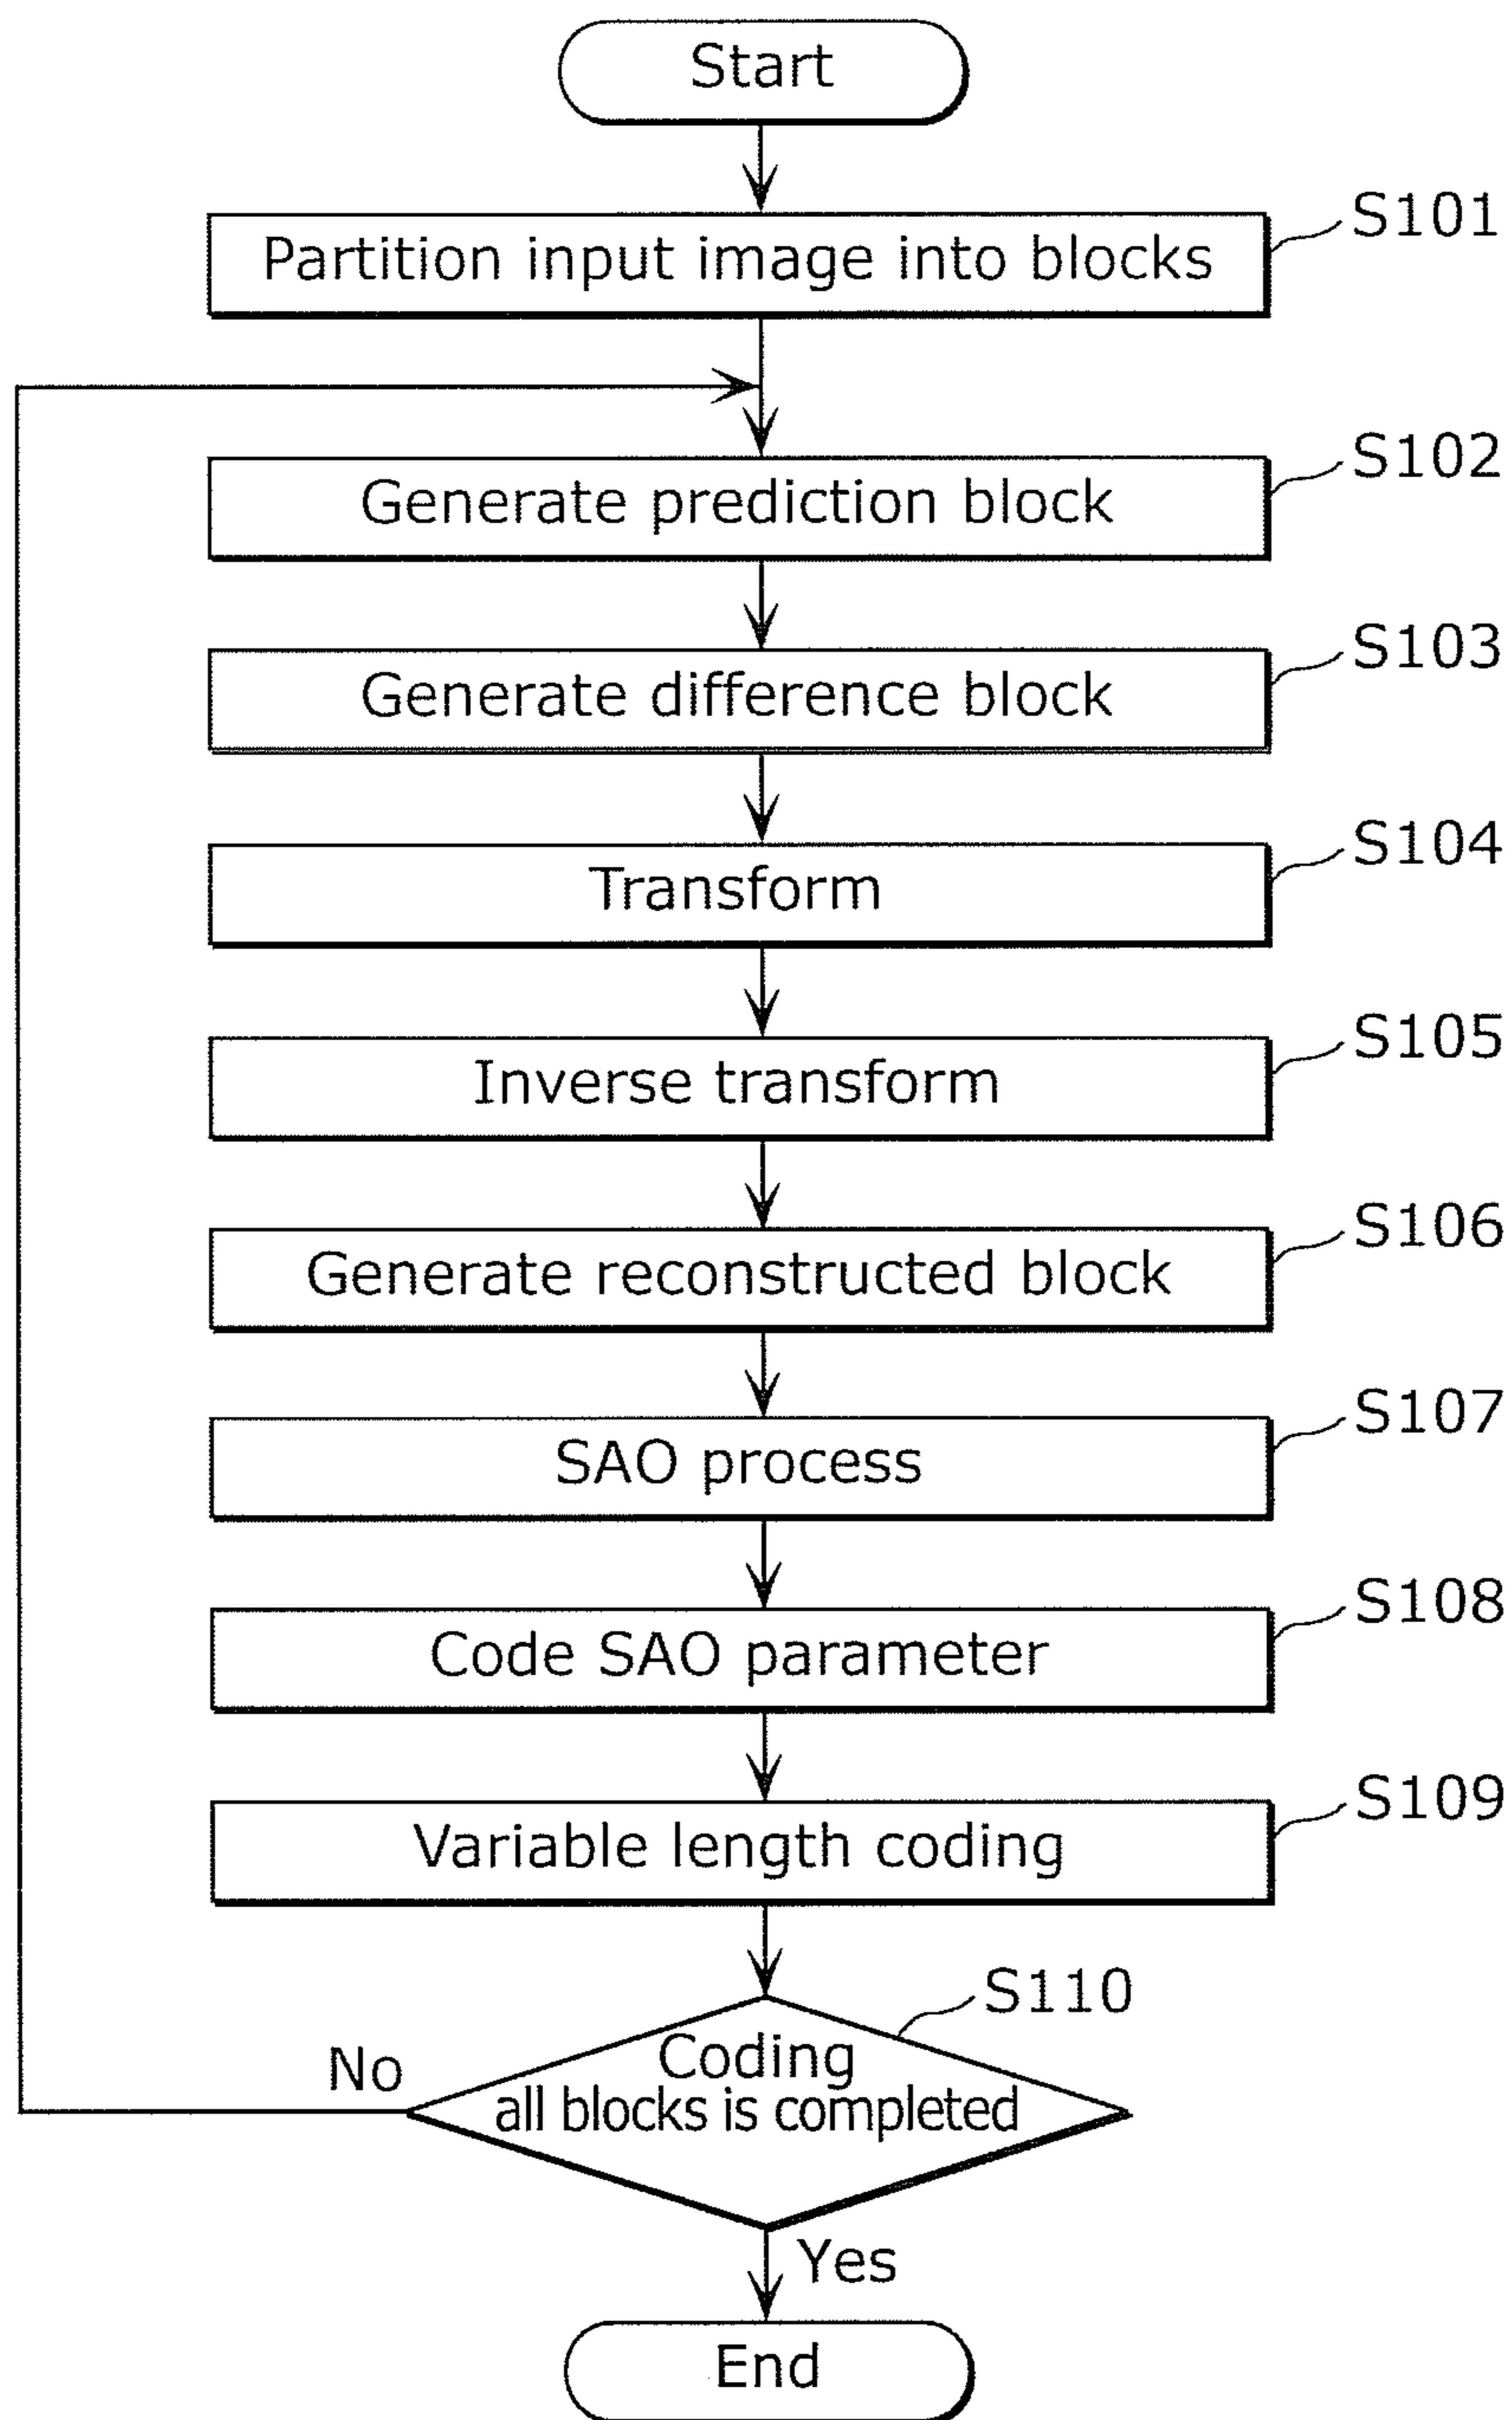 Start
S101
Partition input image into blocks
S102
Generate prediction block
S103
Generate difference block
S104
Transform
S105
Inverse transform
S106
Generate reconstructed block
S107
SAO process
S108
Code SAO parameter
S109
Variable length coding
S110
Coding
all blocks is completed
No
Yes
End